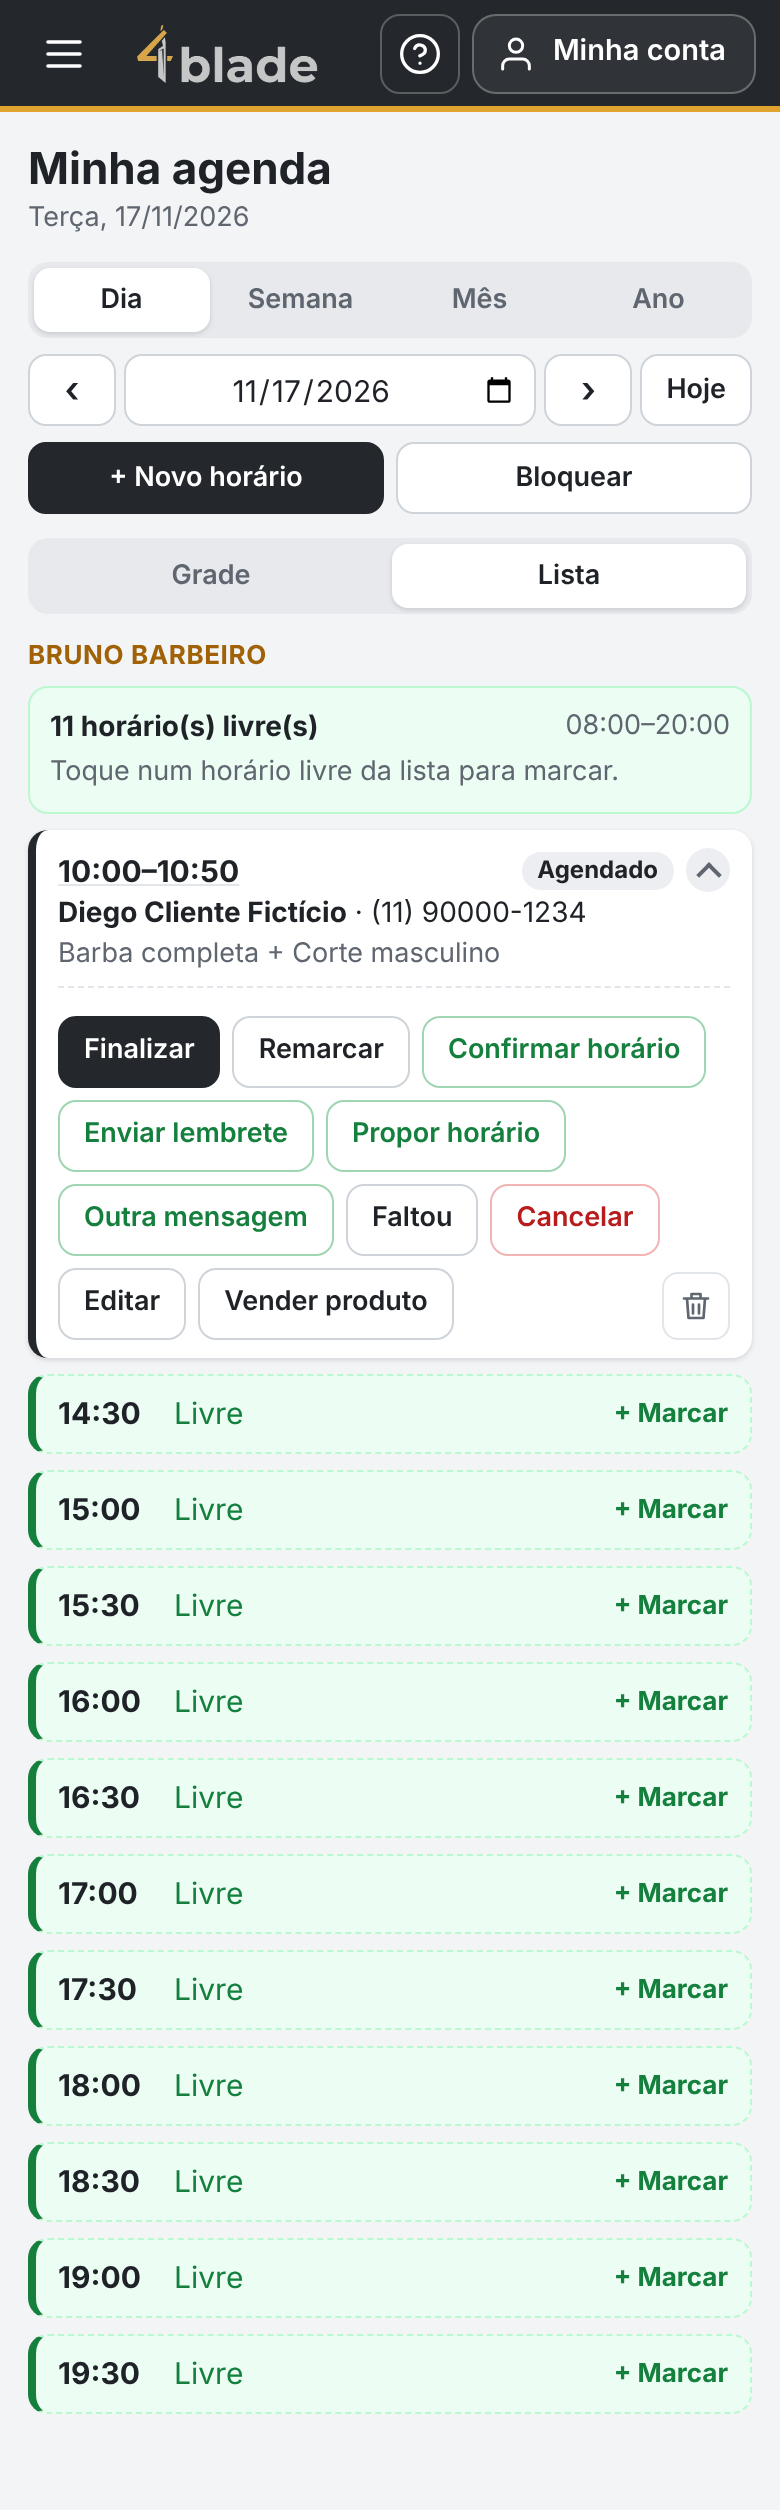 4blade
Minha conta
Minha agenda
Terça, 17/11/2026
Dia Semana Mês Ano
‹ 11/17/2026 › Hoje
+ Novo horário Bloquear
Grade Lista
BRUNO BARBEIRO
11 horário(s) livre(s) 08:00–20:00
Toque num horário livre da lista para marcar.
10:00–10:50 Agendado
Diego Cliente Fictício · (11) 90000-1234
Barba completa + Corte masculino
Finalizar Remarcar Confirmar horário
Enviar lembrete Propor horário
Outra mensagem Faltou Cancelar
Editar Vender produto
14:30 Livre + Marcar
15:00 Livre + Marcar
15:30 Livre + Marcar
16:00 Livre + Marcar
16:30 Livre + Marcar
17:00 Livre + Marcar
17:30 Livre + Marcar
18:00 Livre + Marcar
18:30 Livre + Marcar
19:00 Livre + Marcar
19:30 Livre + Marcar